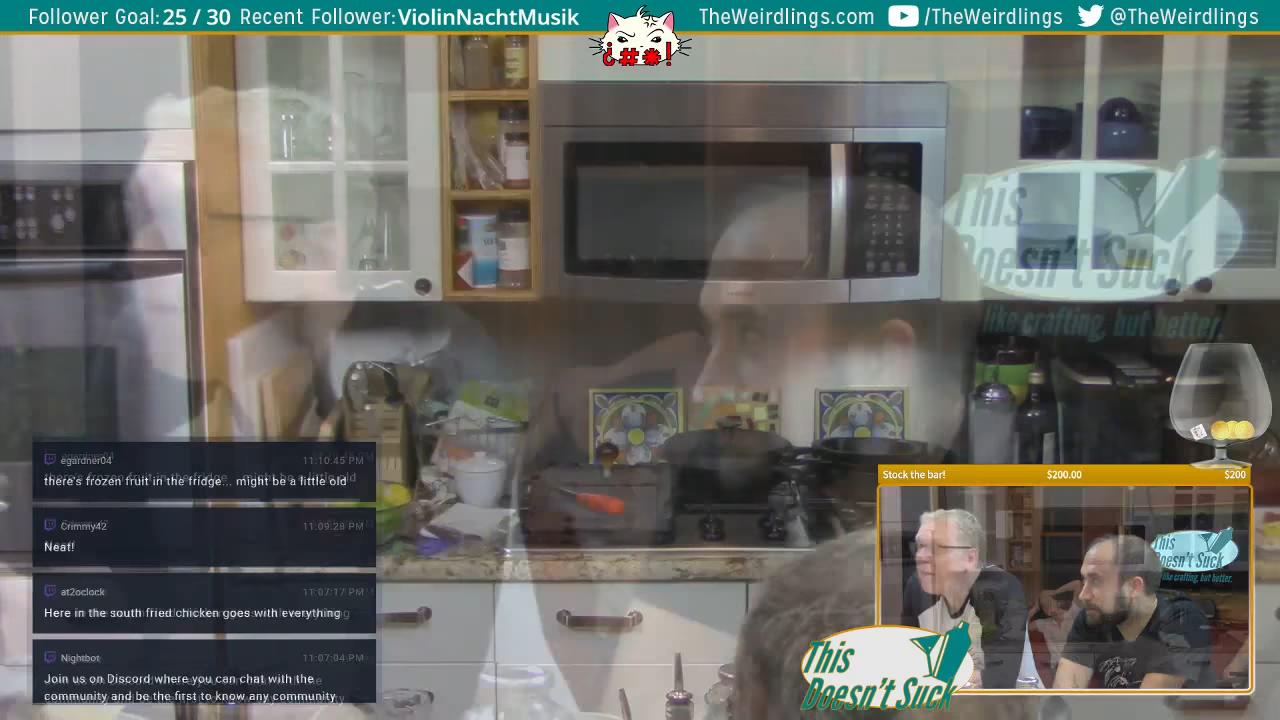 Follower Goal: 25 / 30 Recent Follower: ViolinNachtMusik
TheWeirdlings.com /TheWeirdlings @TheWeirdlings
¿#*!
This
Doesn't Suck
like crafting, but better
egardner04 11:10:45 PM
there's frozen fruit in the fridge... might be a little old
Crimmy42 11:09:28 PM
Neat!
at2oclock 11:07:17 PM
Here in the south fried chicken goes with everything
Nightbot 11:07:04 PM
Join us on Discord where you can chat with the
community and be the first to know any community
Stock the bar! $200.00 $200
This
Doesn't Suck
like crafting, but better.
This
Doesn't Suck